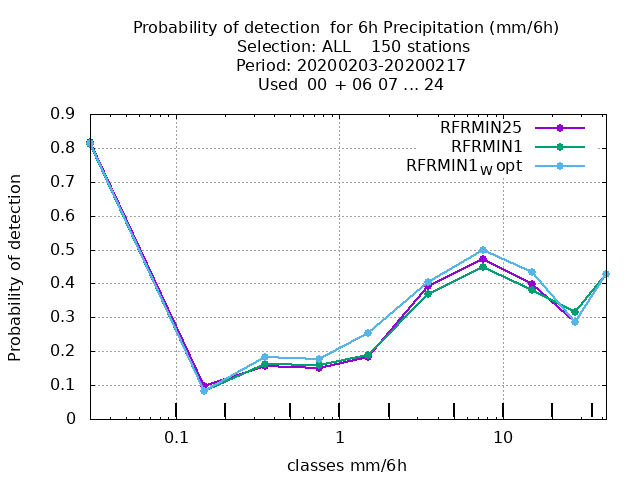 Probability of detection  for 6h Precipitation (mm/6h)
Selection: ALL    150 stations
Period: 20200203-20200217
Used  00  + 06 07 ... 24
RFRMIN25
RFRMIN1
RFRMIN1W opt
Probability of detection
0.9
0.8
0.7
0.6
0.5
0.4
0.3
0.2
0.1
0
0.1 1 10
classes mm/6h